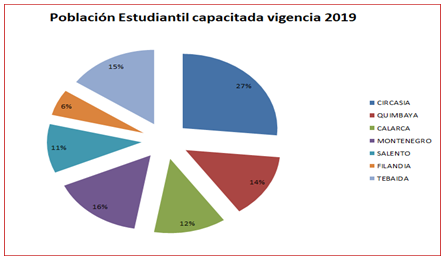 Población Estudiantil capacitada vigencia 2019
15%
27%
6%
11%
14%
16%
12%
CIRCASIA
QUIMBAYA
CALARCA
MONTENEGRO
SALENTO
FILANDIA
TEBAIDA